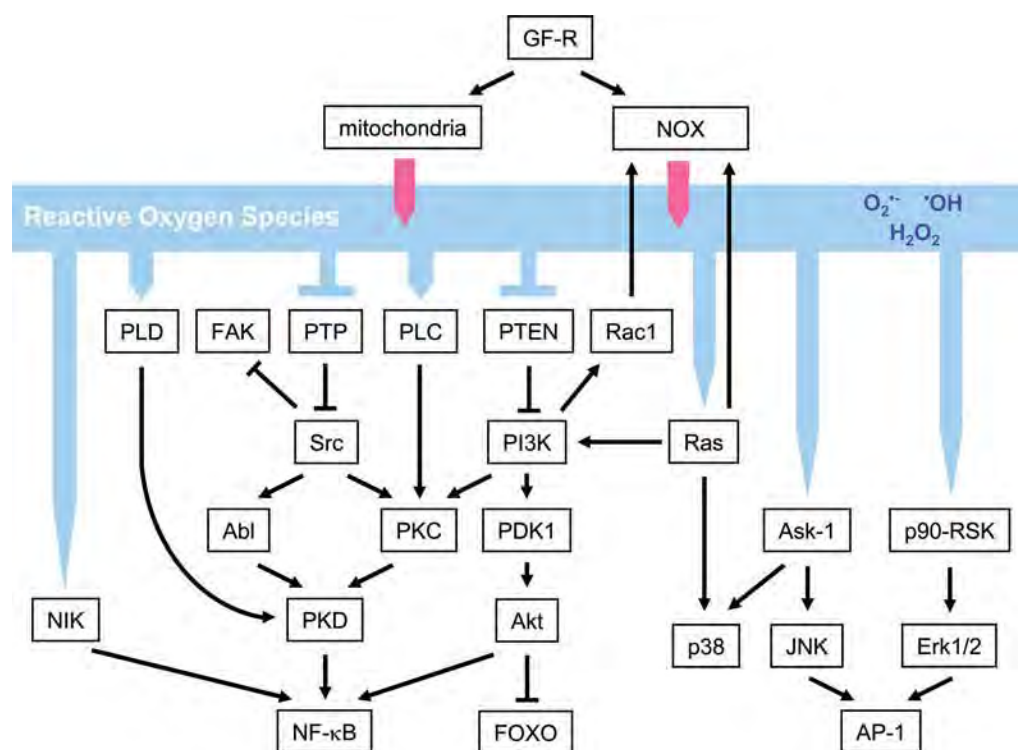 GF-R
mitochondria
NOX
Reactive Oxygen Species
O₂•- •OH
H₂O₂
PLD
FAK
PTP
PLC
PTEN
Rac1
Src
PI3K
Ras
Abl
PKC
PDK1
Ask-1
p90-RSK
NIK
PKD
Akt
p38
JNK
Erk1/2
NF-κB
FOXO
AP-1